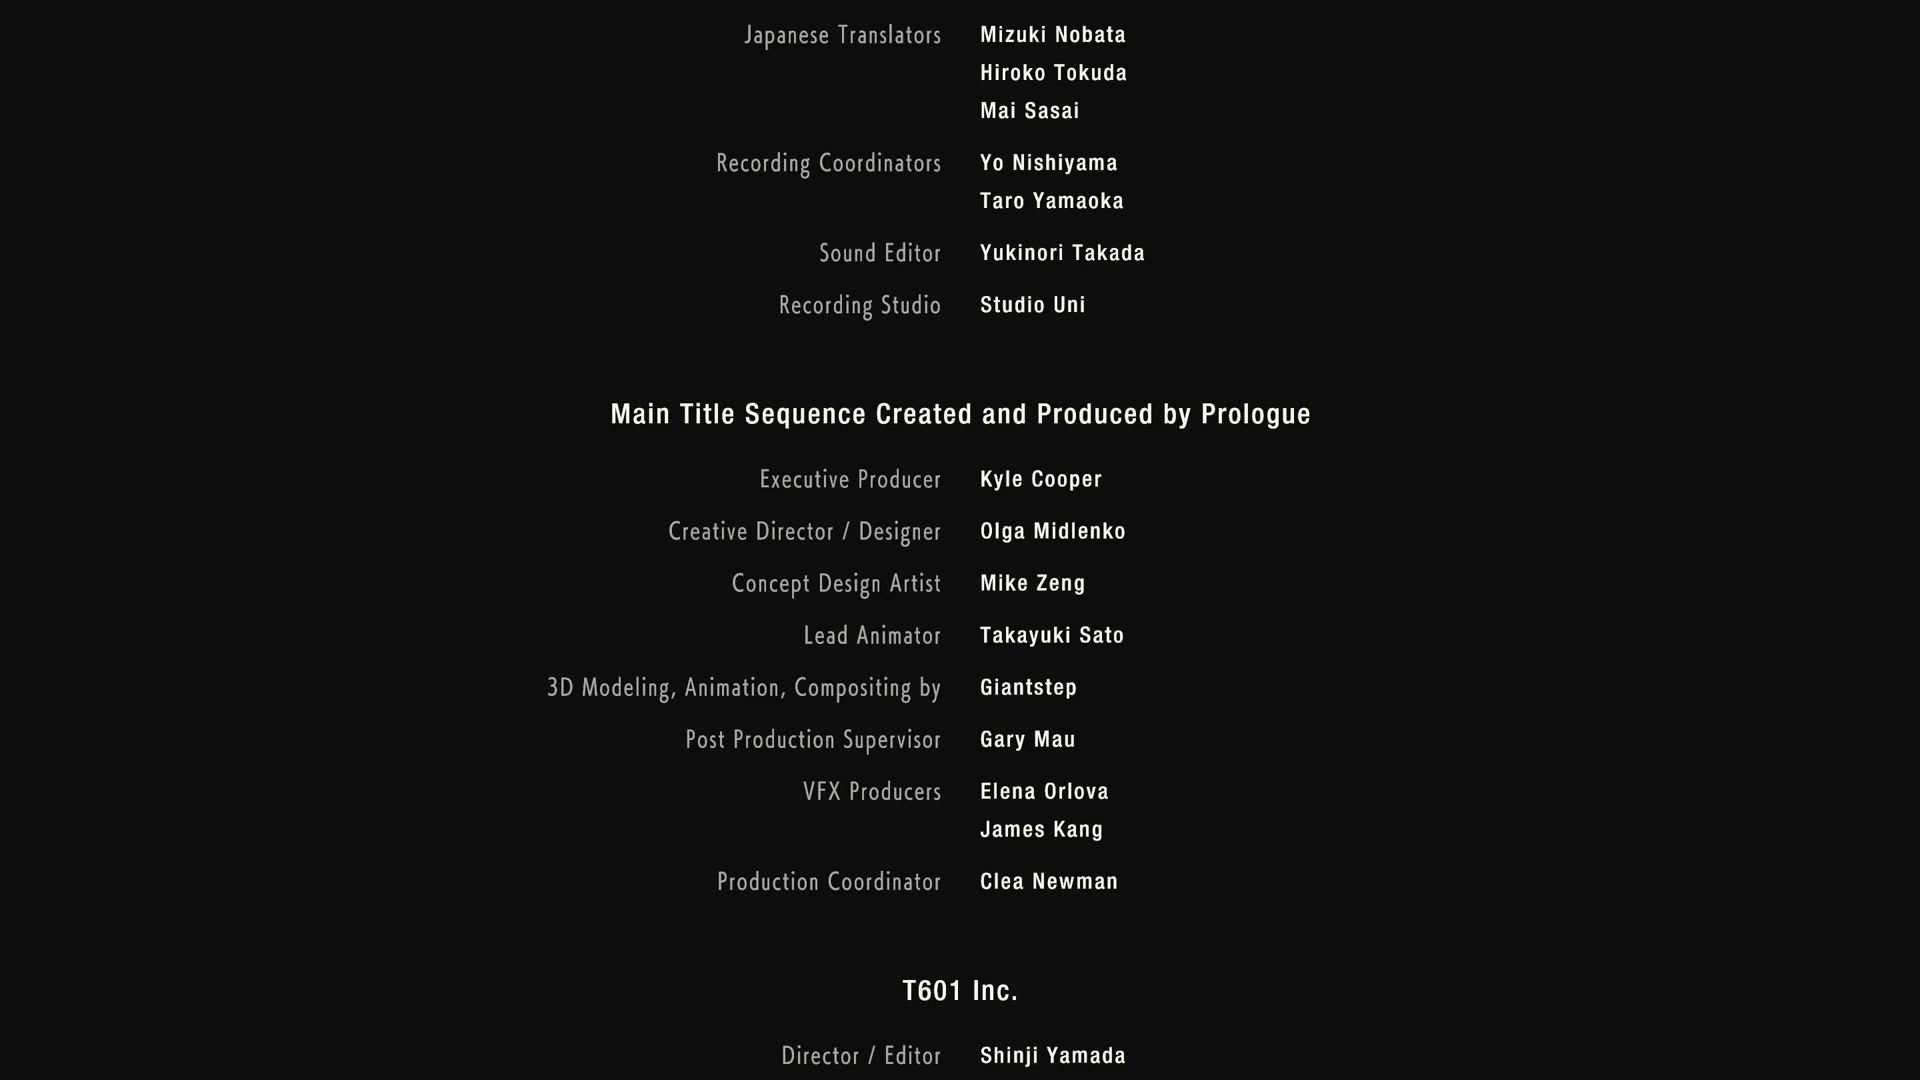 Japanese Translators Mizuki Nobata
Hiroko Tokuda
Mai Sasai
Recording Coordinators Yo Nishiyama
Taro Yamaoka
Sound Editor Yukinori Takada
Recording Studio Studio Uni
Main Title Sequence Created and Produced by Prologue
Executive Producer Kyle Cooper
Creative Director / Designer Olga Midlenko
Concept Design Artist Mike Zeng
Lead Animator Takayuki Sato
3D Modeling, Animation, Compositing by Giantstep
Post Production Supervisor Gary Mau
VFX Producers Elena Orlova
James Kang
Production Coordinator Clea Newman
T601 Inc.
Director / Editor Shinji Yamada